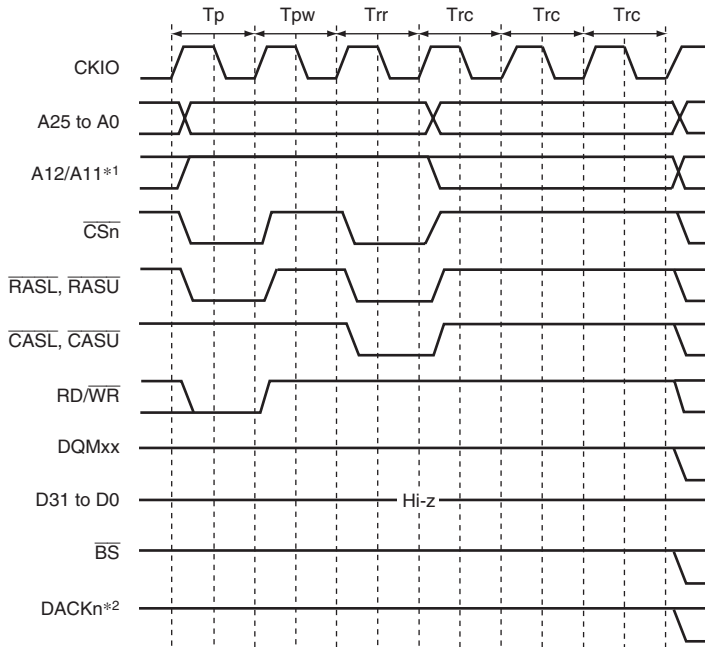 Tp Tpw Trr Trc Trc Trc
CKIO
A25 to A0
A12/A11*1
CSn
RASL, RASU
CASL, CASU
RD/WR
DQMxx
D31 to D0
Hi-z
BS
DACKn*2